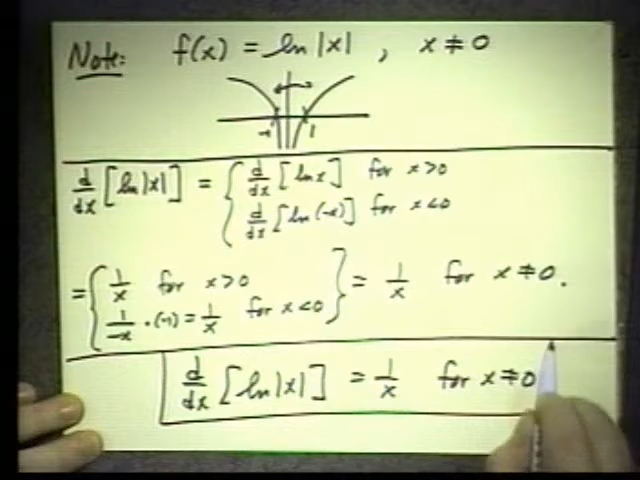 Note: f(x) = ln |x| , x ≠ 0
-1 1
d/dx [ln|x|] = { d/dx [ln x] for x>0
d/dx [ln(-x)] for x<0
= { 1/x for x>0
1/-x · (-1) = 1/x for x<0 } = 1/x for x ≠ 0.
d/dx [ln|x|] = 1/x for x ≠ 0